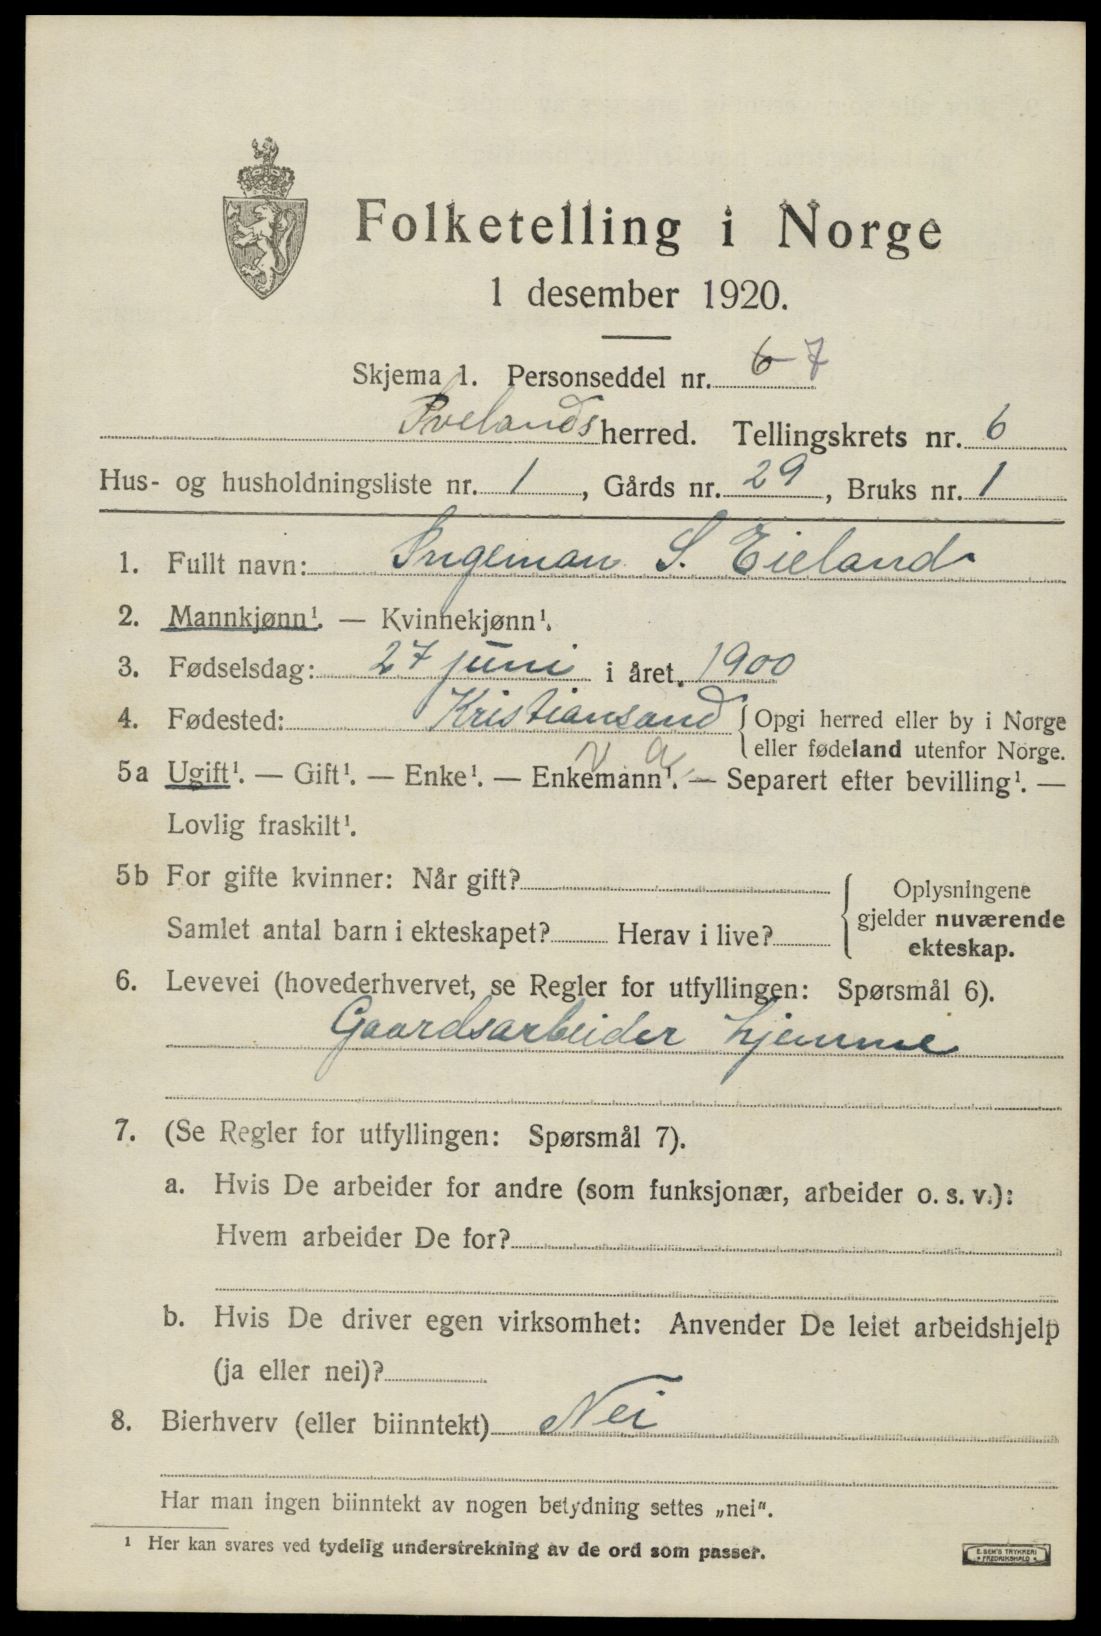 Folketelling i Norge
1 desember 1920.
Skjema 1. Personseddel nr. 6 7
Øvelands herred. Tellingskrets nr. 6
Hus- og husholdningsliste nr. 1, Gårds nr. 29, Bruks nr. 1
1. Fullt navn: Ingeman S. Eieland
2. Mannkjønn¹. — Kvinnekjønn¹.
3. Fødselsdag: 27 juni i året 1900
4. Fødested: Kristiansand { Opgi herred eller by i Norge
eller fødeland utenfor Norge.
5a Ugift¹. — Gift¹. — Enke¹. — Enkemann¹. — Separert efter bevilling¹. —
Lovlig fraskilt¹.
5b For gifte kvinner: Når gift?
Samlet antal barn i ekteskapet? Herav i live?
{ Oplysningene
gjelder nuværende
ekteskap.
6. Levevei (hovederhvervet, se Regler for utfyllingen: Spørsmål 6).
Gaardsarbeider hjemme
7. (Se Regler for utfyllingen: Spørsmål 7).
a. Hvis De arbeider for andre (som funksjonær, arbeider o. s. v.):
Hvem arbeider De for?
b. Hvis De driver egen virksomhet: Anvender De leiet arbeidshjelp
(ja eller nei)?
8. Bierhverv (eller biinntekt) Nei
Har man ingen biinntekt av nogen betydning settes „nei".
¹ Her kan svares ved tydelig understrekning av de ord som passer.
E. SEM'S TRYKKERI
FREDRIKSHALD